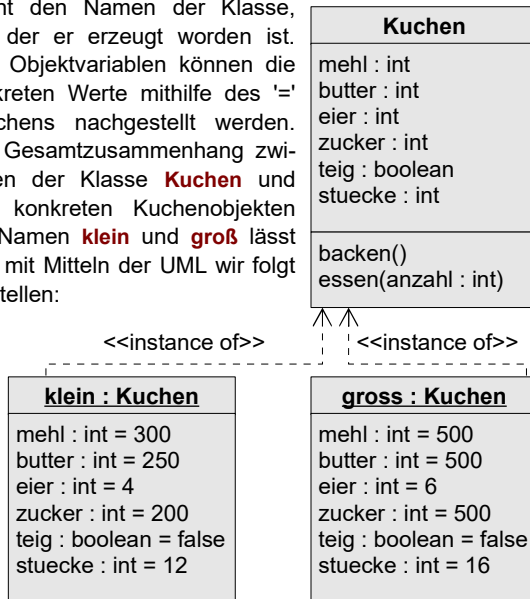 den Namen der Klasse,
der er erzeugt worden ist.
Objektvariablen können die
Werte mithilfe des '='
nachgestellt werden.
Gesamtzusammenhang zwi-
der Klasse Kuchen und
konkreten Kuchenobjekten
Namen klein und groß lässt
mit Mitteln der UML wir folgt
Kuchen
mehl : int
butter : int
eier : int
zucker : int
teig : boolean
stuecke : int
backen()
essen(anzahl : int)
<<instance of>>
<<instance of>>
klein : Kuchen
mehl : int = 300
butter : int = 250
eier : int = 4
zucker : int = 200
teig : boolean = false
stuecke : int = 12
gross : Kuchen
mehl : int = 500
butter : int = 500
eier : int = 6
zucker : int = 500
teig : boolean = false
stuecke : int = 16